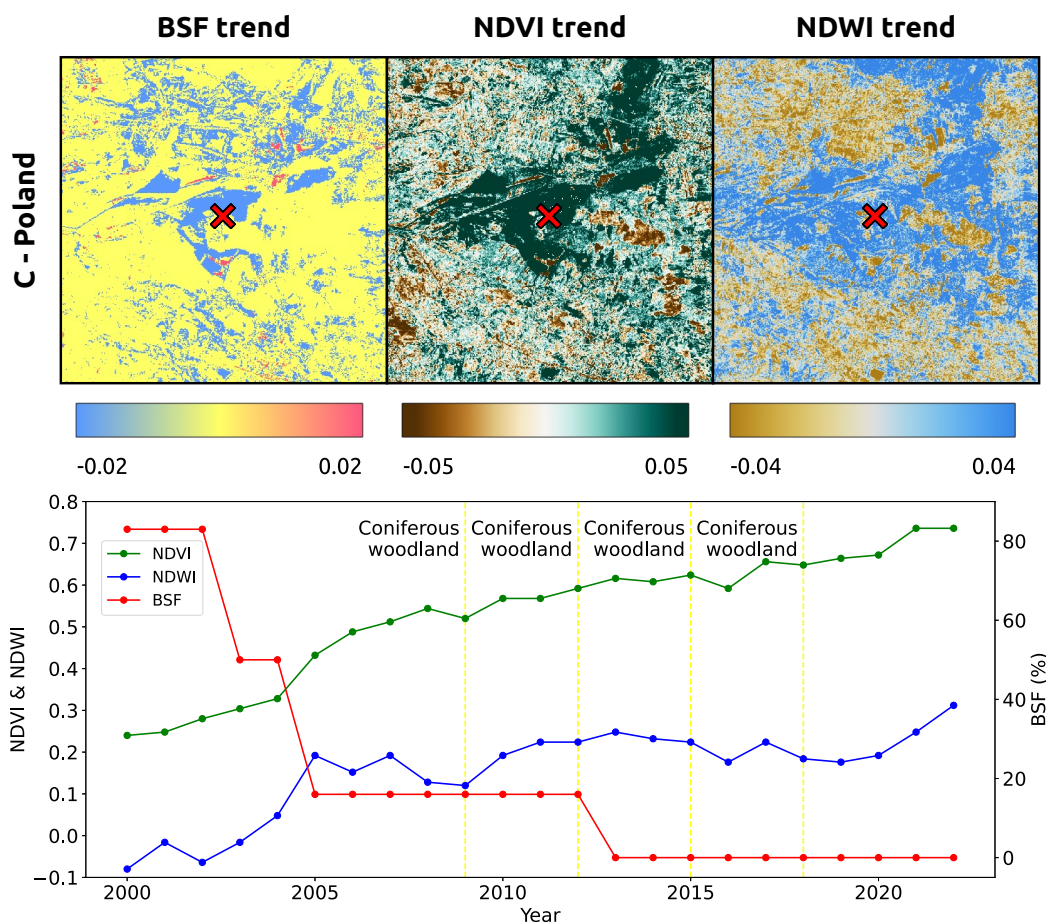 BSF trend
NDVI trend
NDWI trend
C - Poland
-0.02
0.02
-0.05
0.05
-0.04
0.04
0.8
0.7
0.6
0.5
0.4
0.3
0.2
0.1
0.0
−0.1
NDVI & NDWI
NDVI
NDWI
BSF
Coniferous
woodland
Coniferous
woodland
Coniferous
woodland
Coniferous
woodland
80
60
40
20
0
BSF (%)
2000
2005
2010
2015
2020
Year